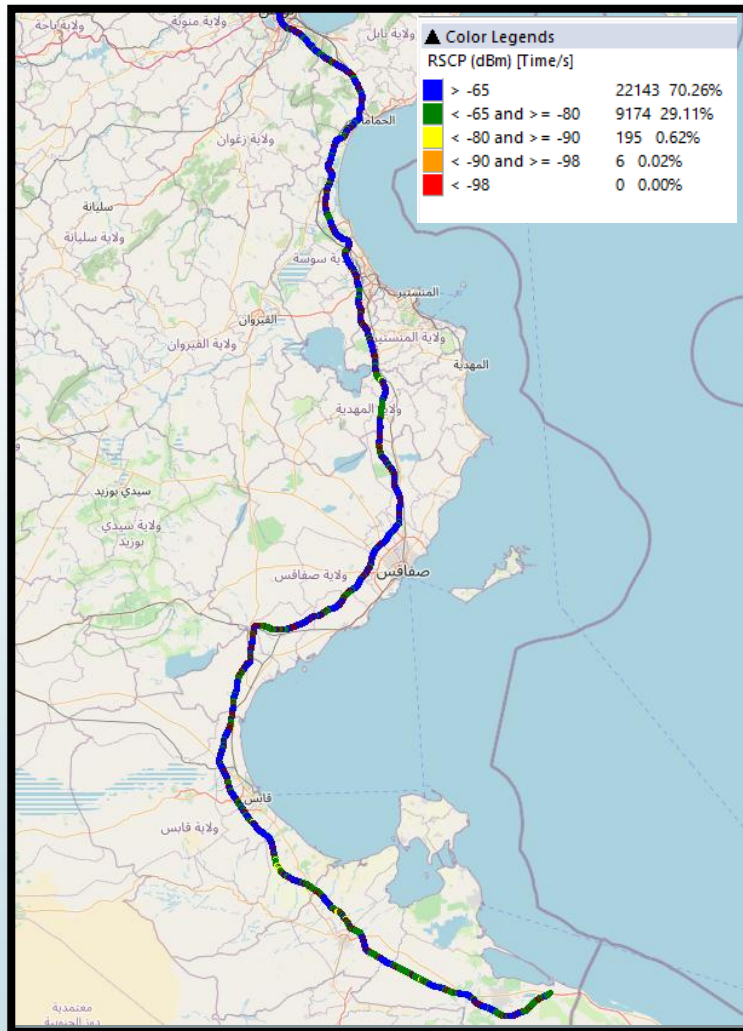 ▲ Color Legends
RSCP (dBm) [Time/s]
> -65 22143 70.26%
< -65 and >= -80 9174 29.11%
< -80 and >= -90 195 0.62%
< -90 and >= -98 6 0.02%
< -98 0 0.00%
ولاية باجة
ولاية منوبة
ولاية نابل
ولاية زغوان
سليانة
ولاية سليانة
ولاية سوسة
المنستير
القيروان
ولاية القيروان
ولاية المنستير
المهدية
ولاية المهدية
سيدي بوزيد
ولاية سيدي
بوزيد
صفاقس
ولاية صفاقس
قابس
ولاية قابس
معتمدية
دوز الجنوبية